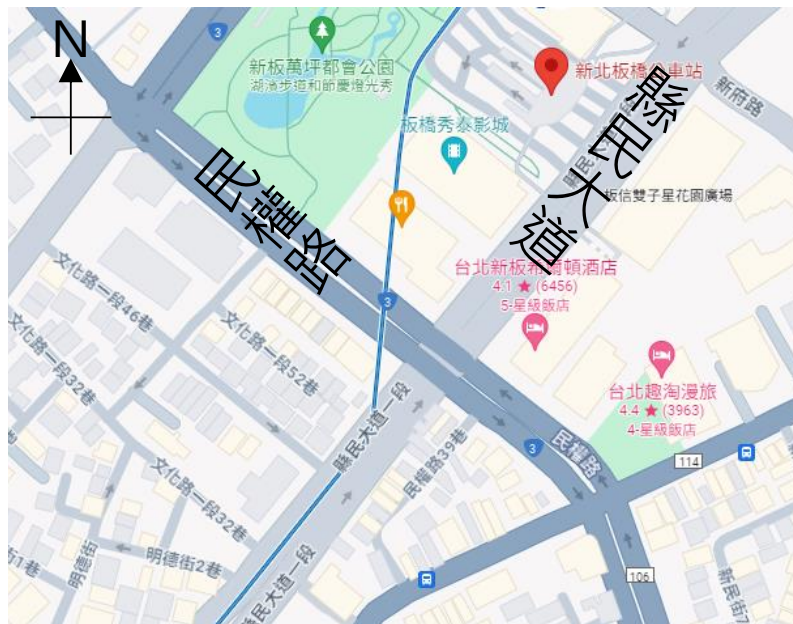 N
3
新板萬坪都會公園
湖濱步道和節慶燈光秀
新北板橋公車站
新府路
縣民大道
板橋秀泰影城
板信雙子星花園廣場
民權路
台北新板希爾頓酒店
4.1 ★ (6456)
5-星級飯店
文化路一段46巷
3
文化路一段32巷
文化路一段52巷
台北趣淘漫旅
4.4 ★ (3963)
4-星級飯店
縣民大道一段
民權路39巷
3
民權路
114
文化路一段32巷
明德街2巷
明德街
街1巷
106
縣民大道一段
新民街7